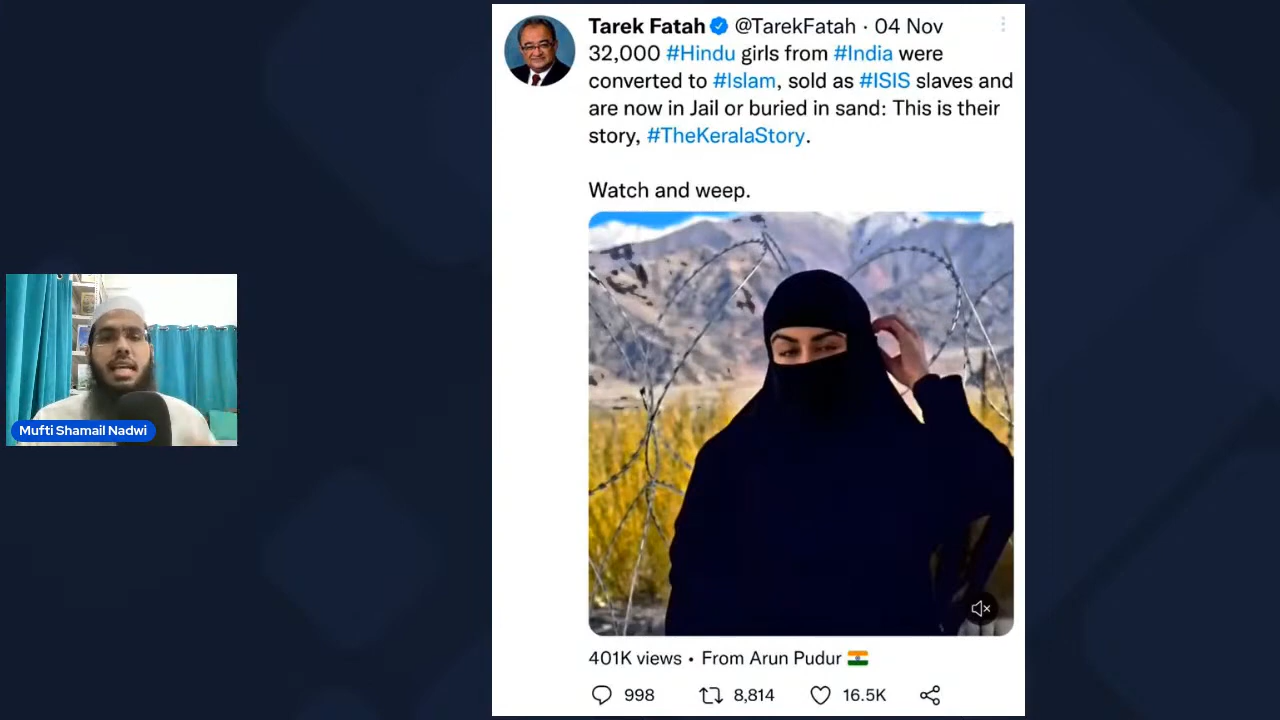 Tarek Fatah @TarekFatah · 04 Nov
32,000 #Hindu girls from #India were
converted to #Islam, sold as #ISIS slaves and
are now in Jail or buried in sand: This is their
story, #TheKeralaStory.
Watch and weep.
Mufti Shamail Nadwi
401K views • From Arun Pudur 🇮🇳
998 8,814 16.5K